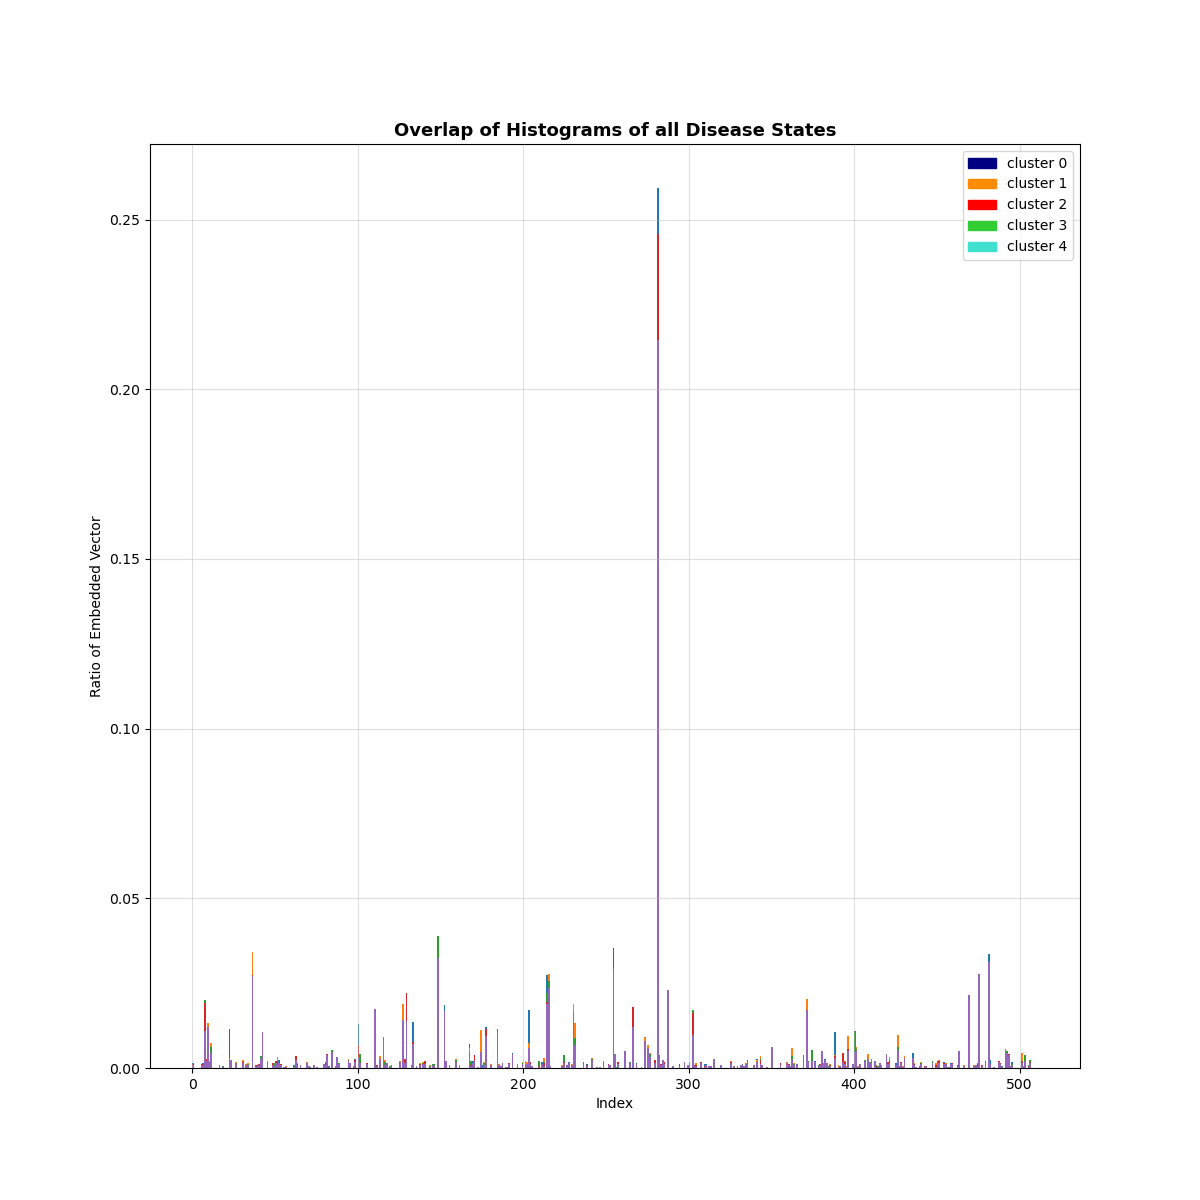 Overlap of Histograms of all Disease States
cluster 0
cluster 1
cluster 2
cluster 3
cluster 4
0.25
0.20
0.15
0.10
0.05
0.00
Ratio of Embedded Vector
0 100 200 300 400 500
Index